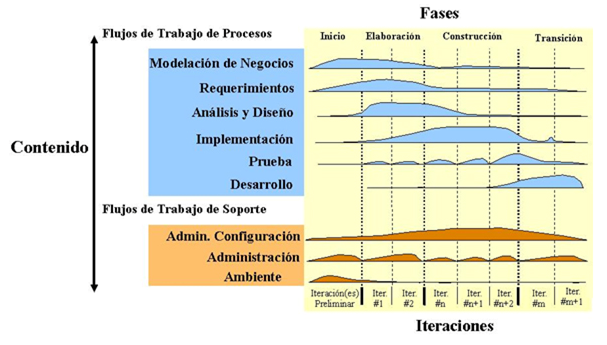 Fases
Flujos de Trabajo de Procesos
Inicio Elaboración Construcción Transición
Modelación de Negocios
Requerimientos
Análisis y Diseño
Implementación
Contenido
Prueba
Desarrollo
Flujos de Trabajo de Soporte
Admin. Configuración
Administración
Ambiente
Iteración(es) Iter. Iter. Iter. Iter. Iter. Iter. Iter.
Preliminar #1 #2 #n #n+1 #n+2 #m #m+1
Iteraciones